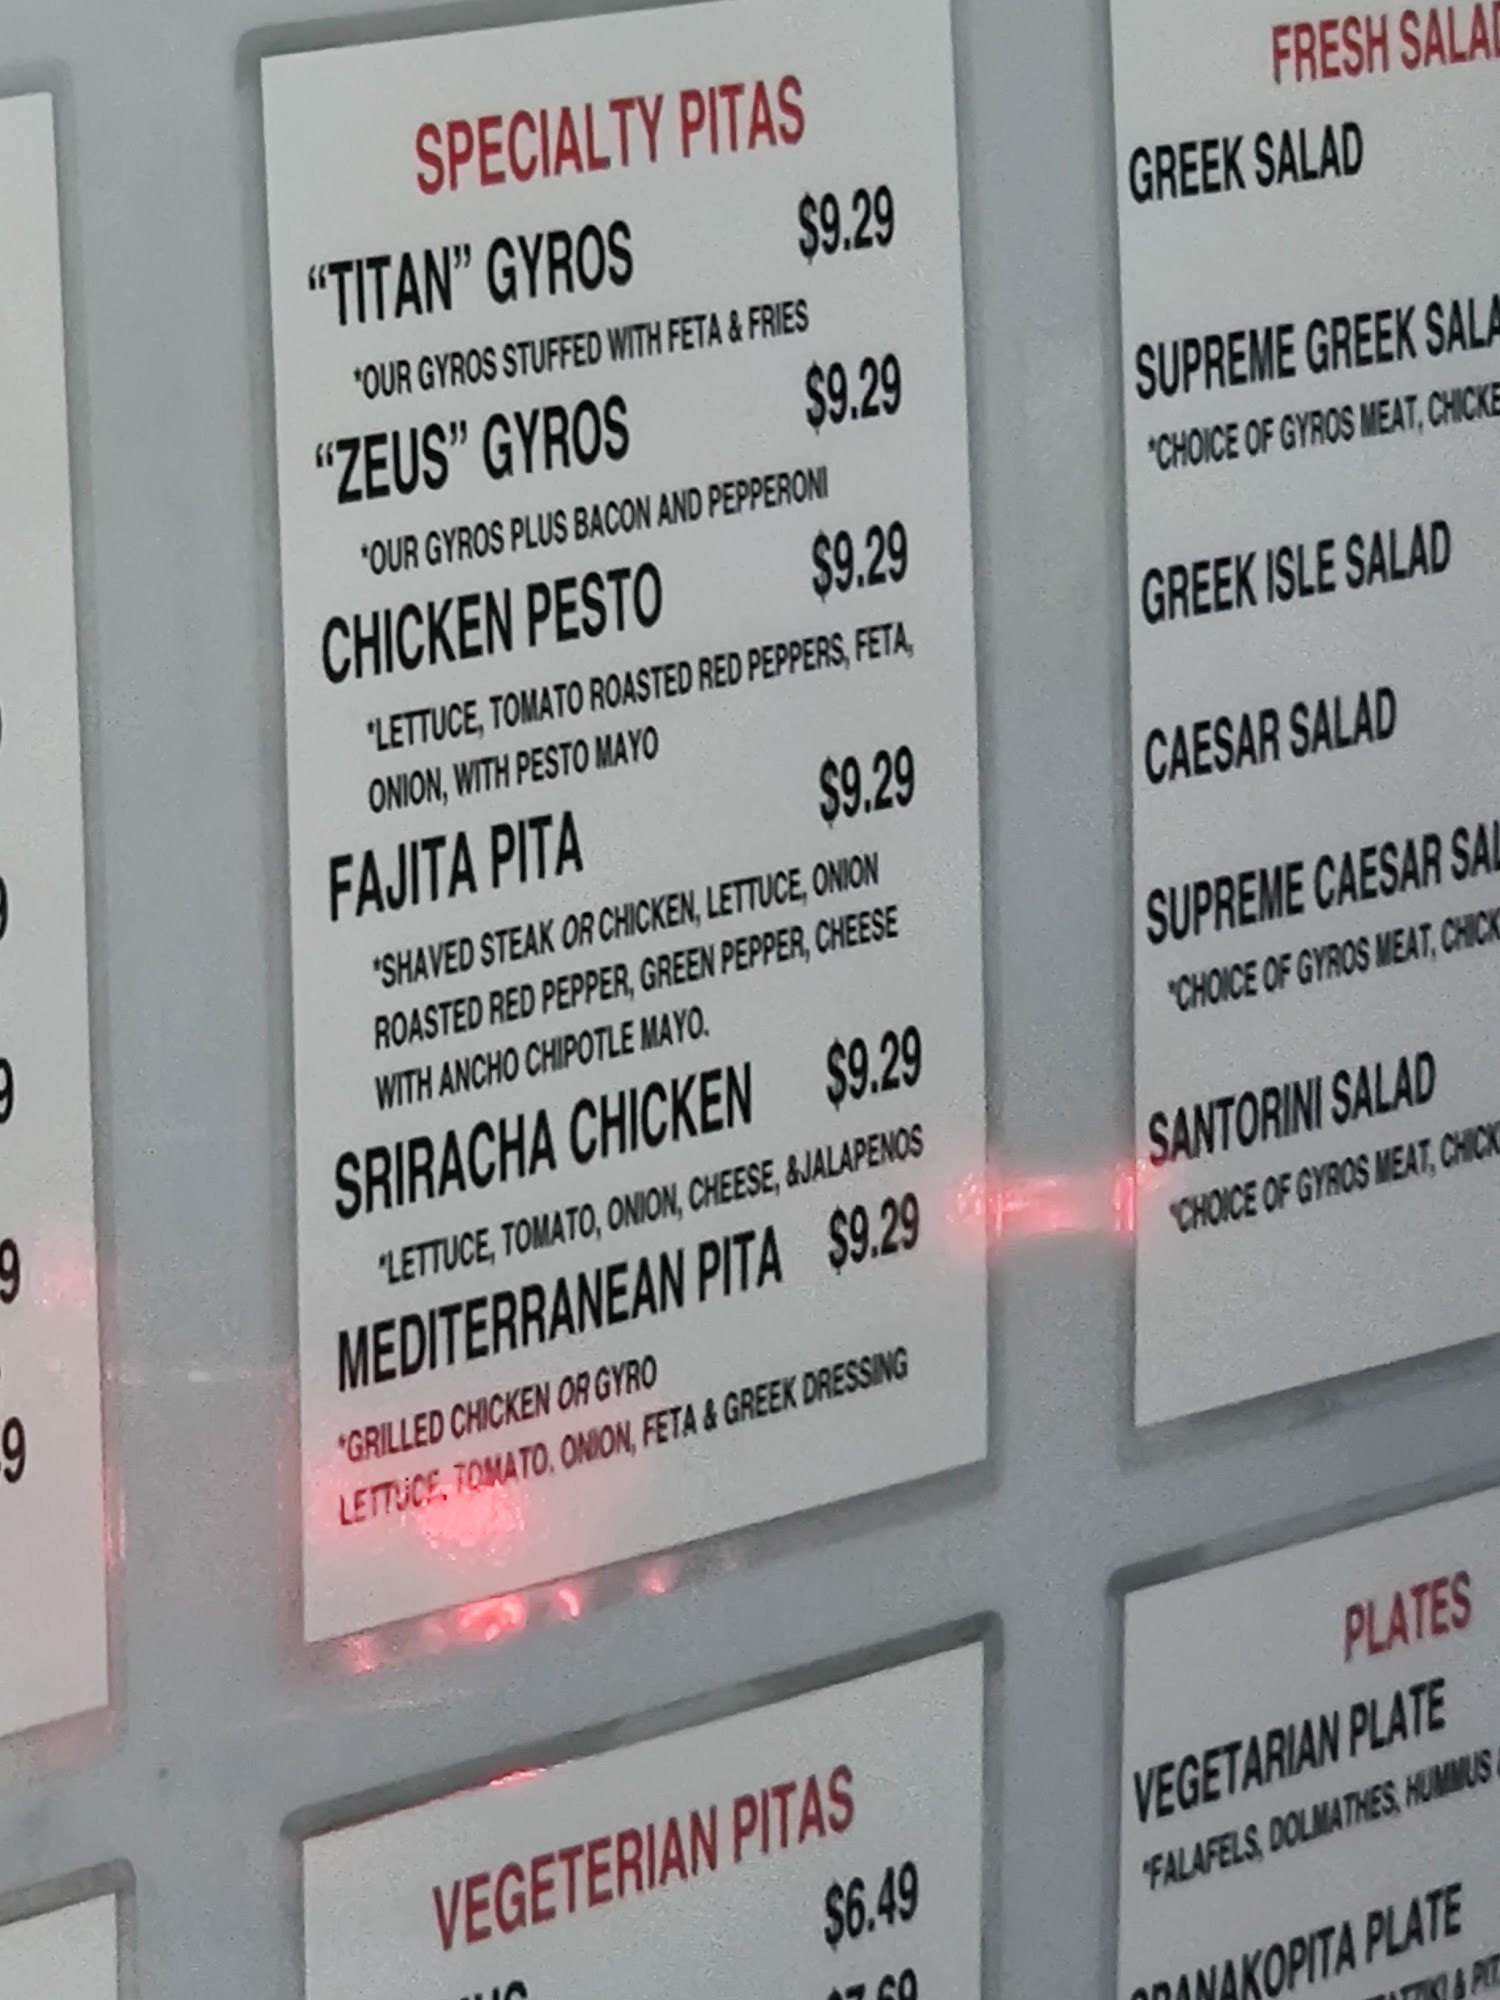 SPECIALTY PITAS
"TITAN" GYROS $9.29
*OUR GYROS STUFFED WITH FETA & FRIES
"ZEUS" GYROS $9.29
*OUR GYROS PLUS BACON AND PEPPERONI
CHICKEN PESTO $9.29
*LETTUCE, TOMATO ROASTED RED PEPPERS, FETA,
ONION, WITH PESTO MAYO
FAJITA PITA $9.29
*SHAVED STEAK OR CHICKEN, LETTUCE, ONION
ROASTED RED PEPPER, GREEN PEPPER, CHEESE
WITH ANCHO CHIPOTLE MAYO.
SRIRACHA CHICKEN $9.29
*LETTUCE, TOMATO, ONION, CHEESE, &JALAPENOS
MEDITERRANEAN PITA $9.29
*GRILLED CHICKEN OR GYRO
LETTUCE, TOMATO, ONION, FETA & GREEK DRESSING
VEGETERIAN PITAS
$6.49
FRESH
GREEK SALAD
SUPREME GREEK
*CHOICE OF GYROS MEAT,
GREEK ISLE SALAD
CAESAR SALAD
SUPREME CAESAR
*CHOICE OF GYROS MEAT,
SANTORINI SALAD
*CHOICE OF GYROS MEAT,
PLATES
VEGETARIAN PLATE
*FALAFELS, DOLMATHES, HUMMUS
PLATE